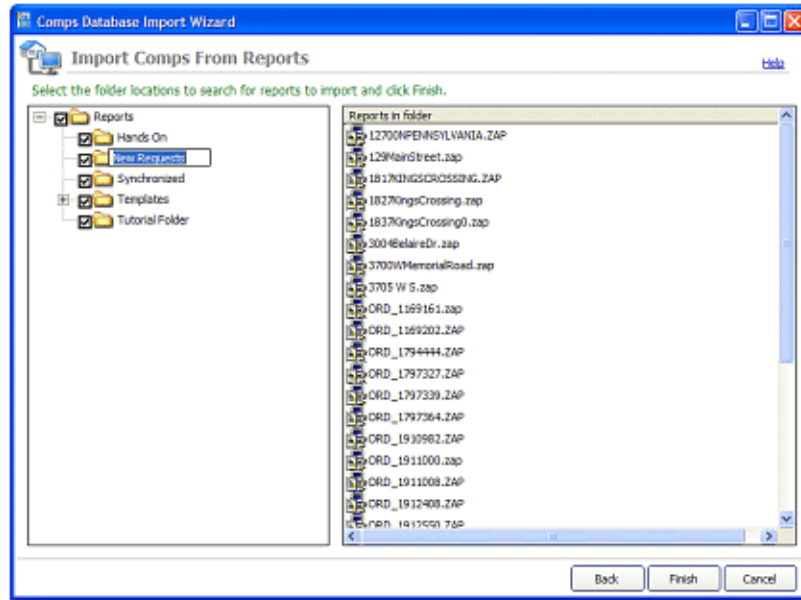 Comps Database Import Wizard
Import Comps From Reports
Help
Select the folder locations to search for reports to import and click Finish.
Reports
Hands On
New Requests
Synchronized
Templates
Tutorial Folder
Reports in folder
12700NPENNSYLVANIA.ZAP
129MainStreet.zap
1817KINGSCROSSING.ZAP
1827KingsCrossing.zap
1837KingsCrossing0.zap
3004BelaireDr.zap
3700WMemorialRoad.zap
3705 W S.zap
ORD_1169161.zap
ORD_1169202.ZAP
ORD_1794444.ZAP
ORD_1797327.ZAP
ORD_1797339.ZAP
ORD_1797364.ZAP
ORD_1910982.ZAP
ORD_1911000.zap
ORD_1911008.ZAP
ORD_1912408.ZAP
ORD_1912550.ZAP
Back
Finish
Cancel